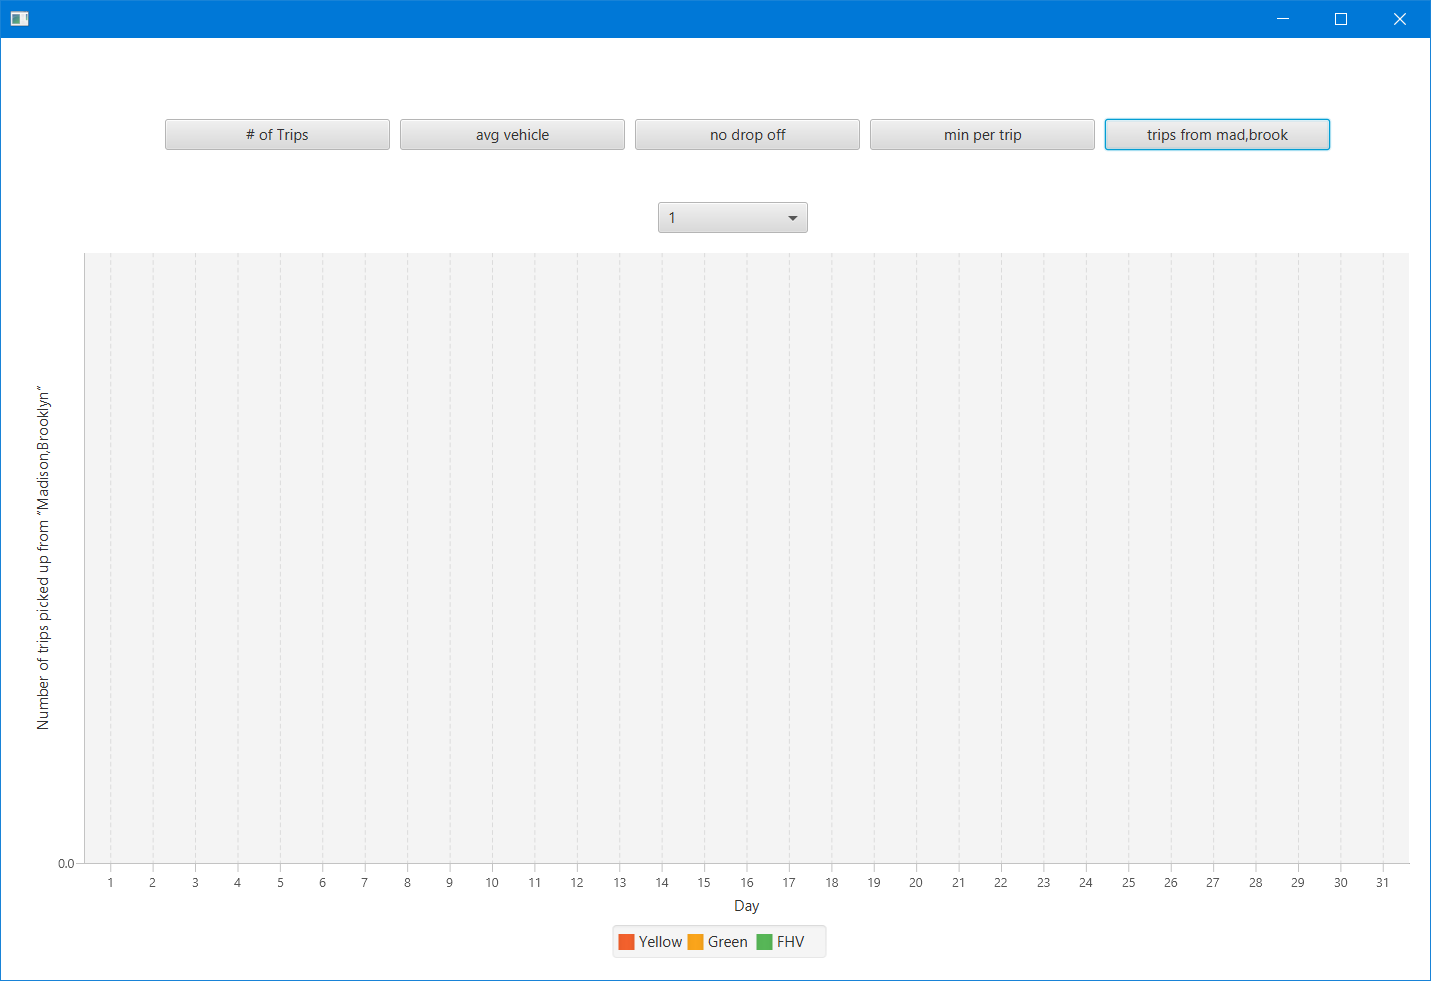 # of Trips
avg vehicle
no drop off
min per trip
trips from mad,brook
1
Number of trips picked up from "Madison,Brooklyn"
0.0
1 2 3 4 5 6 7 8 9 10 11 12 13 14 15 16 17 18 19 20 21 22 23 24 25 26 27 28 29 30 31
Day
Yellow Green FHV